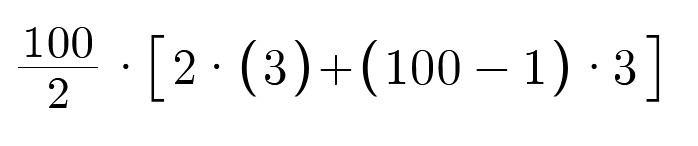 100/2 · [2 · (3)+(100 − 1) · 3]